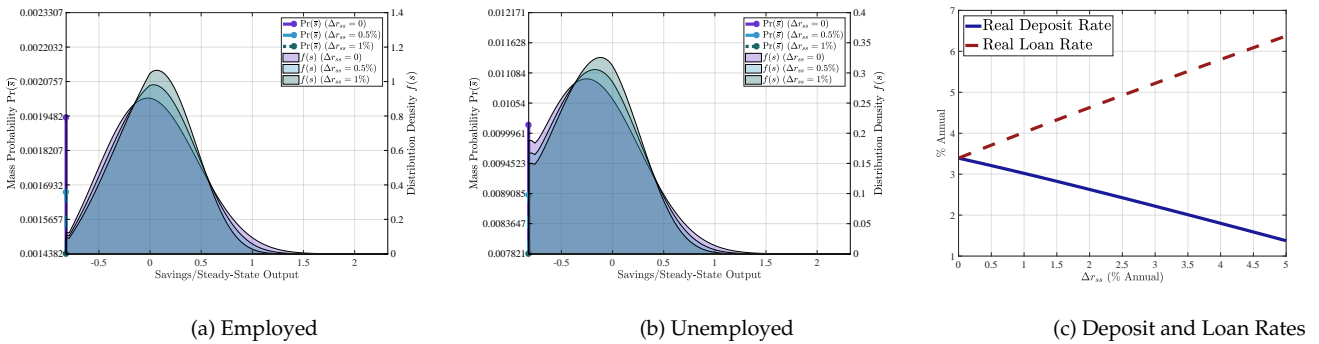 0.0023307
0.0022032
0.0020757
0.0019482
0.0018207
0.0016932
0.0015657
0.0014382
Mass Probability Pr(s̅)
1.4
1.2
1
0.8
0.6
0.4
0.2
0
Distribution Density f(s)
Pr(s̅) (Δr_ss = 0)
Pr(s̅) (Δr_ss = 0.5%)
Pr(s̅) (Δr_ss = 1%)
f(s) (Δr_ss = 0)
f(s) (Δr_ss = 0.5%)
f(s) (Δr_ss = 1%)
-0.5 0 0.5 1 1.5 2
Savings/Steady-State Output
(a) Employed
0.012171
0.011628
0.011084
0.01054
0.0099961
0.0094523
0.0089085
0.0083647
0.007821
Mass Probability Pr(s̅)
0.4
0.35
0.3
0.25
0.2
0.15
0.1
0.05
0
Distribution Density f(s)
Pr(s̅) (Δr_ss = 0)
Pr(s̅) (Δr_ss = 0.5%)
Pr(s̅) (Δr_ss = 1%)
f(s) (Δr_ss = 0)
f(s) (Δr_ss = 0.5%)
f(s) (Δr_ss = 1%)
-0.5 0 0.5 1 1.5 2
Savings/Steady-State Output
(b) Unemployed
7
6
5
4
3
2
1
% Annual
Real Deposit Rate
Real Loan Rate
0 0.5 1 1.5 2 2.5 3 3.5 4 4.5 5
Δr_ss (% Annual)
(c) Deposit and Loan Rates